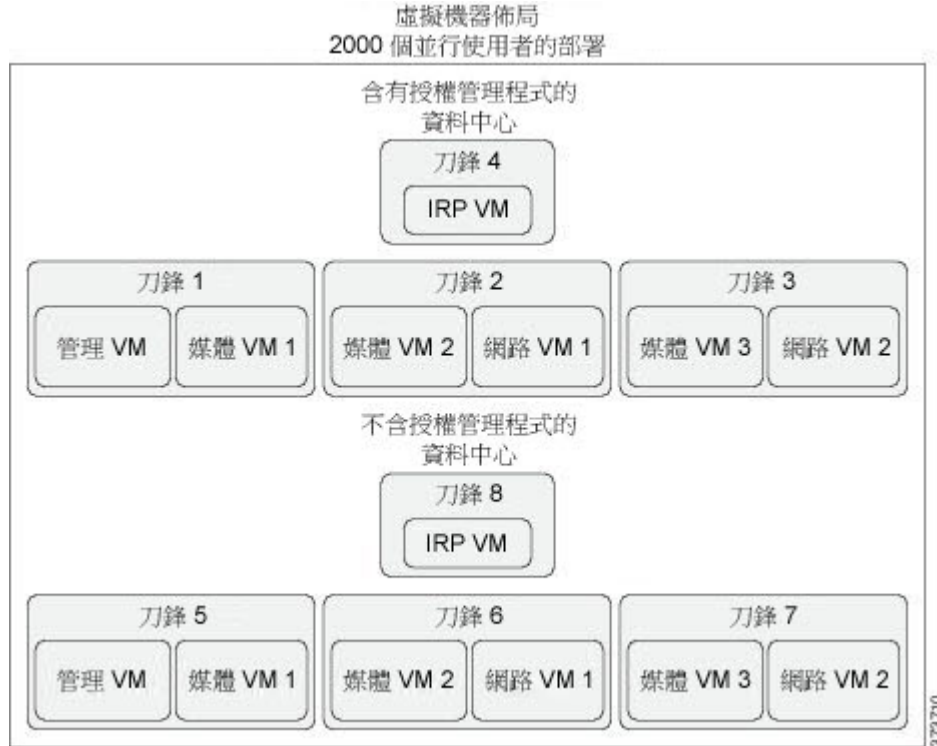 虛擬機器佈局
2000 個並行使用者的部署
含有授權管理程式的
資料中心
刀鋒 4
IRP VM
刀鋒 1
管理 VM
媒體 VM 1
刀鋒 2
媒體 VM 2
網路 VM 1
刀鋒 3
媒體 VM 3
網路 VM 2
不含授權管理程式的
資料中心
刀鋒 8
IRP VM
刀鋒 5
管理 VM
媒體 VM 1
刀鋒 6
媒體 VM 2
網路 VM 1
刀鋒 7
媒體 VM 3
網路 VM 2